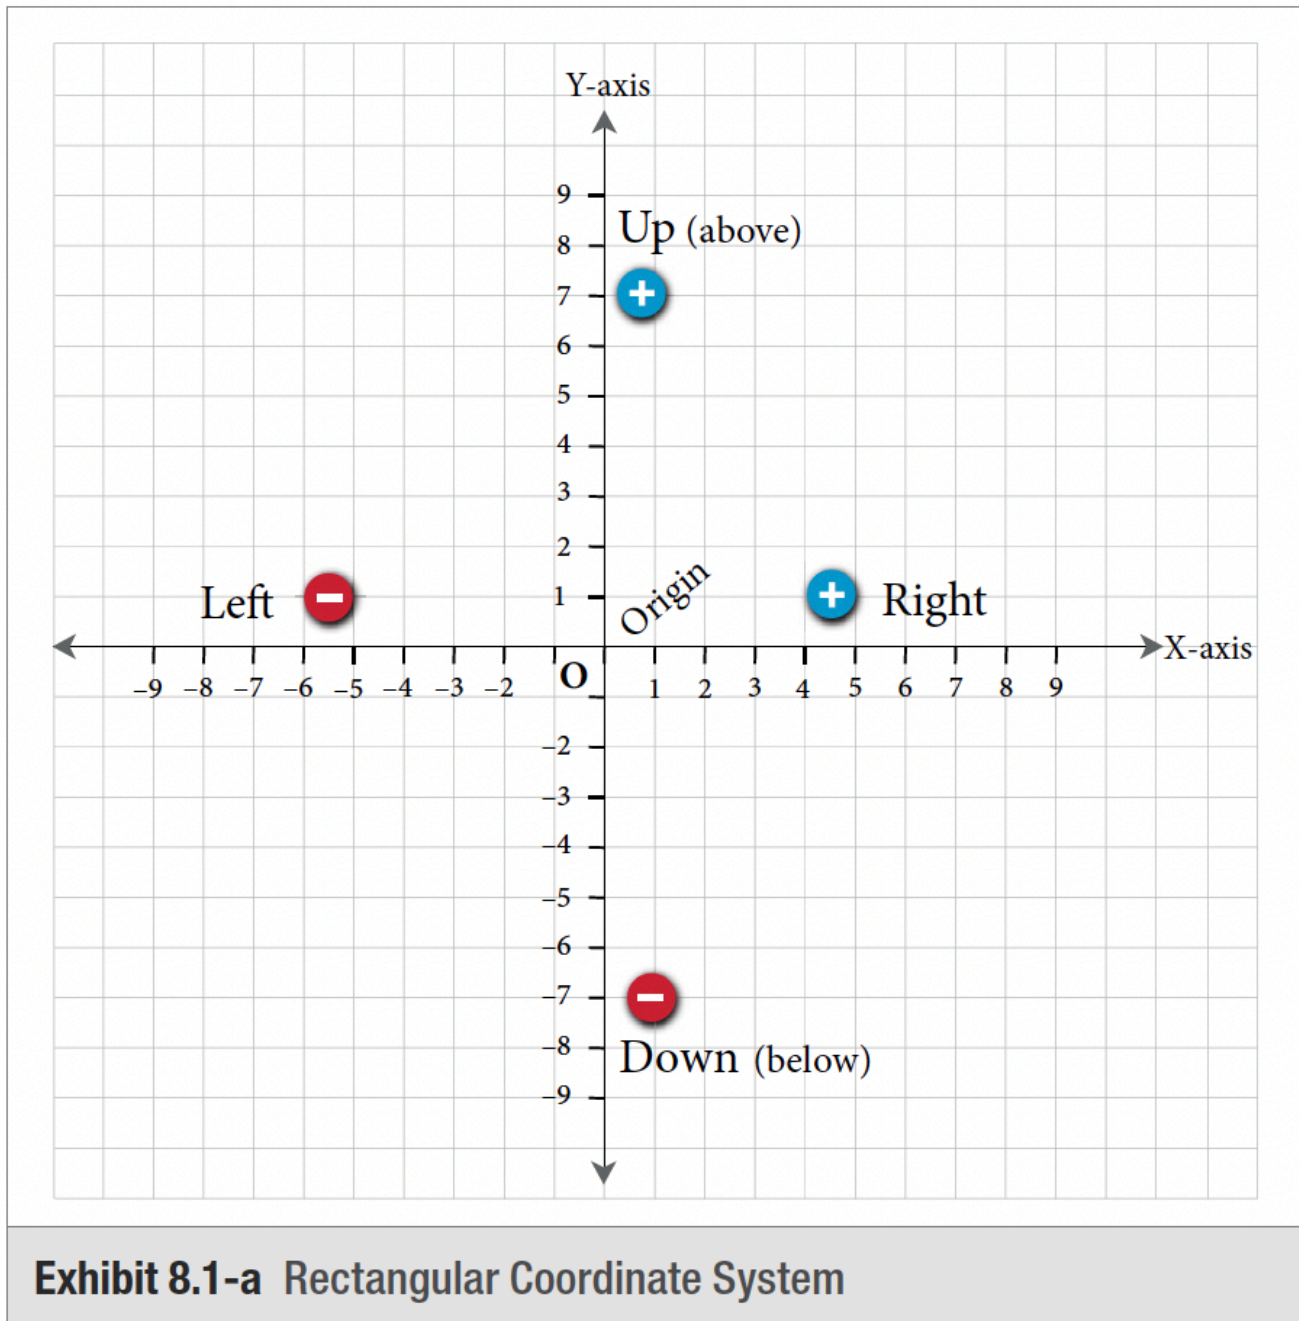 Y-axis
9
Up (above)
8
+
7
6
5
4
3
2
Origin
Left
−
1
+
Right
X-axis
O
–9 –8 –7 –6 –5 –4 –3 –2 1 2 3 4 5 6 7 8 9
–2
–3
–4
–5
–6
–7
−
–8
Down (below)
–9
Exhibit 8.1-a Rectangular Coordinate System